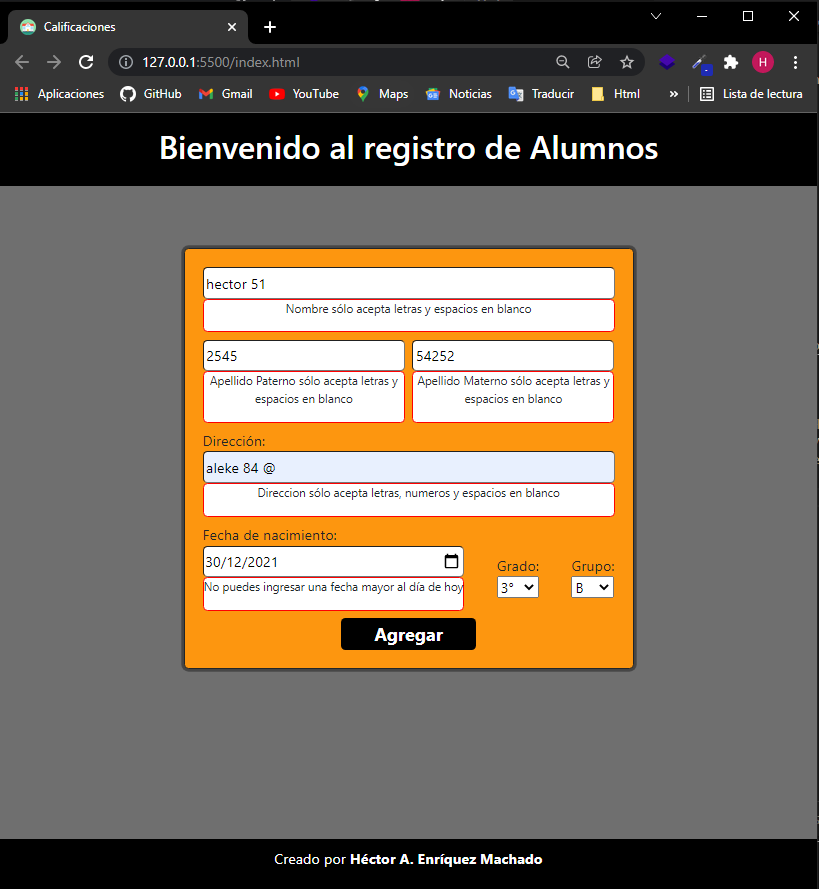 Calificaciones
127.0.0.1:5500/index.html
H
Aplicaciones GitHub Gmail YouTube Maps Noticias Traducir Html » Lista de lectura
Bienvenido al registro de Alumnos
hector 51
Nombre sólo acepta letras y espacios en blanco
2545 54252
Apellido Paterno sólo acepta letras y espacios en blanco
Apellido Materno sólo acepta letras y espacios en blanco
Dirección:
aleke 84 @
Direccion sólo acepta letras, numeros y espacios en blanco
Fecha de nacimiento:
30/12/2021
No puedes ingresar una fecha mayor al día de hoy
Grado: Grupo:
3° B
Agregar
Creado por Héctor A. Enríquez Machado